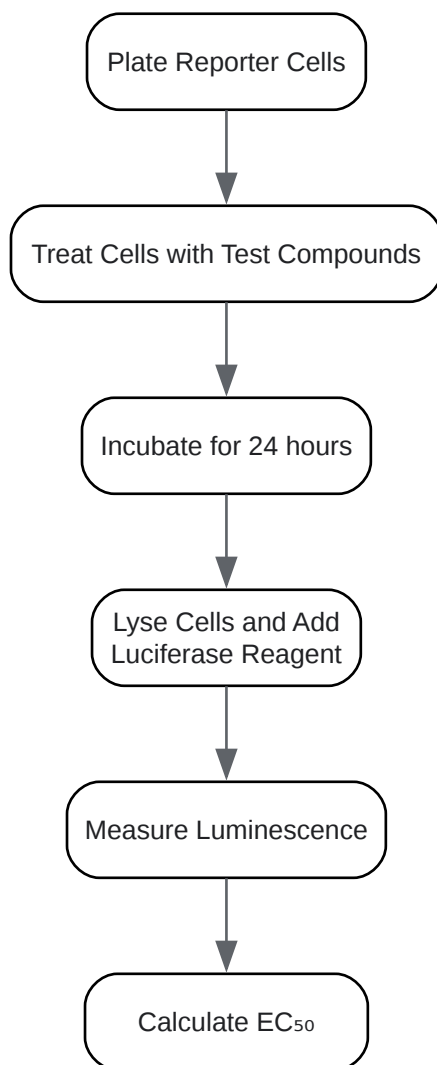 Plate Reporter Cells
Treat Cells with Test Compounds
Incubate for 24 hours
Lyse Cells and Add
Luciferase Reagent
Measure Luminescence
Calculate EC₅₀